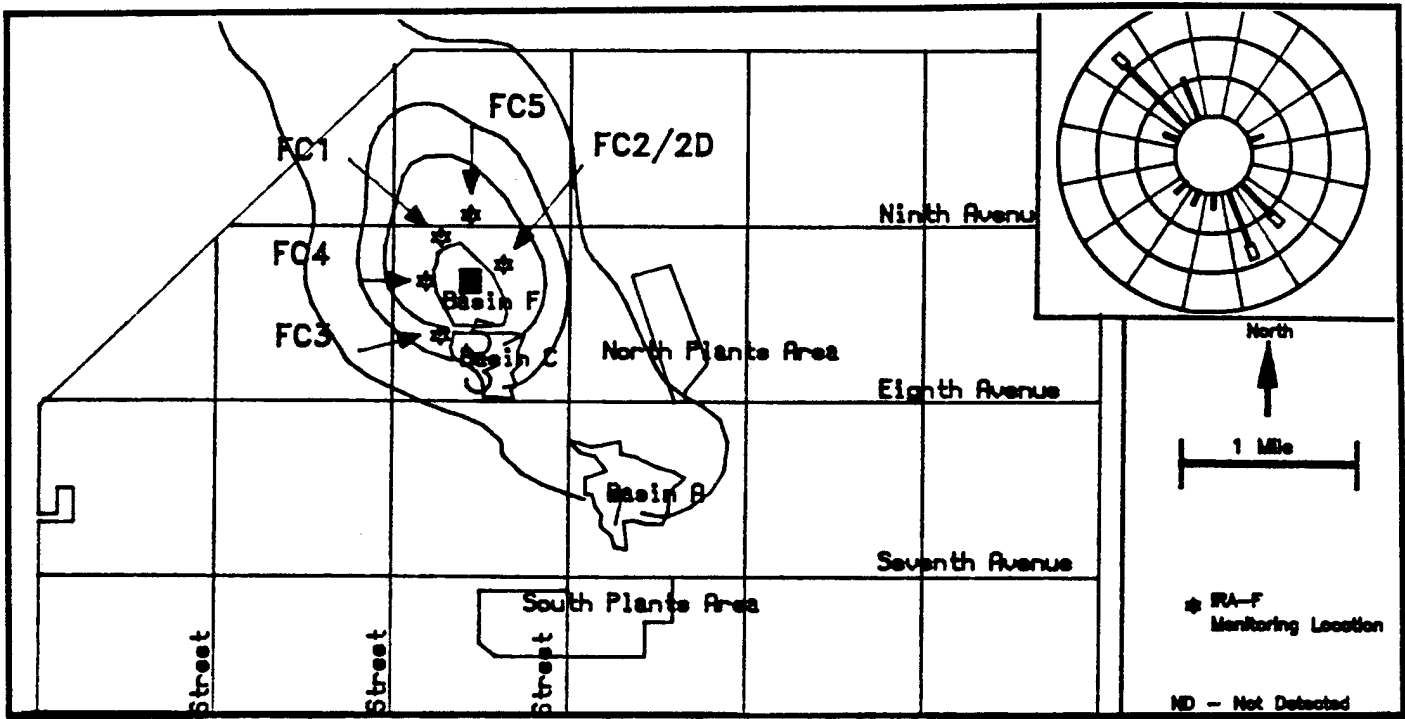 FC5
FC1
FC2/2D
Ninth Avenu
FC4
Basin F
FC3
Basin C
North Plants Area
North
Eighth Avenue
1 Mile
Basin A
Seventh Avenue
South Plants Area
IRA-F
Monitoring Location
Street
Street
Street
ND - Not Detected